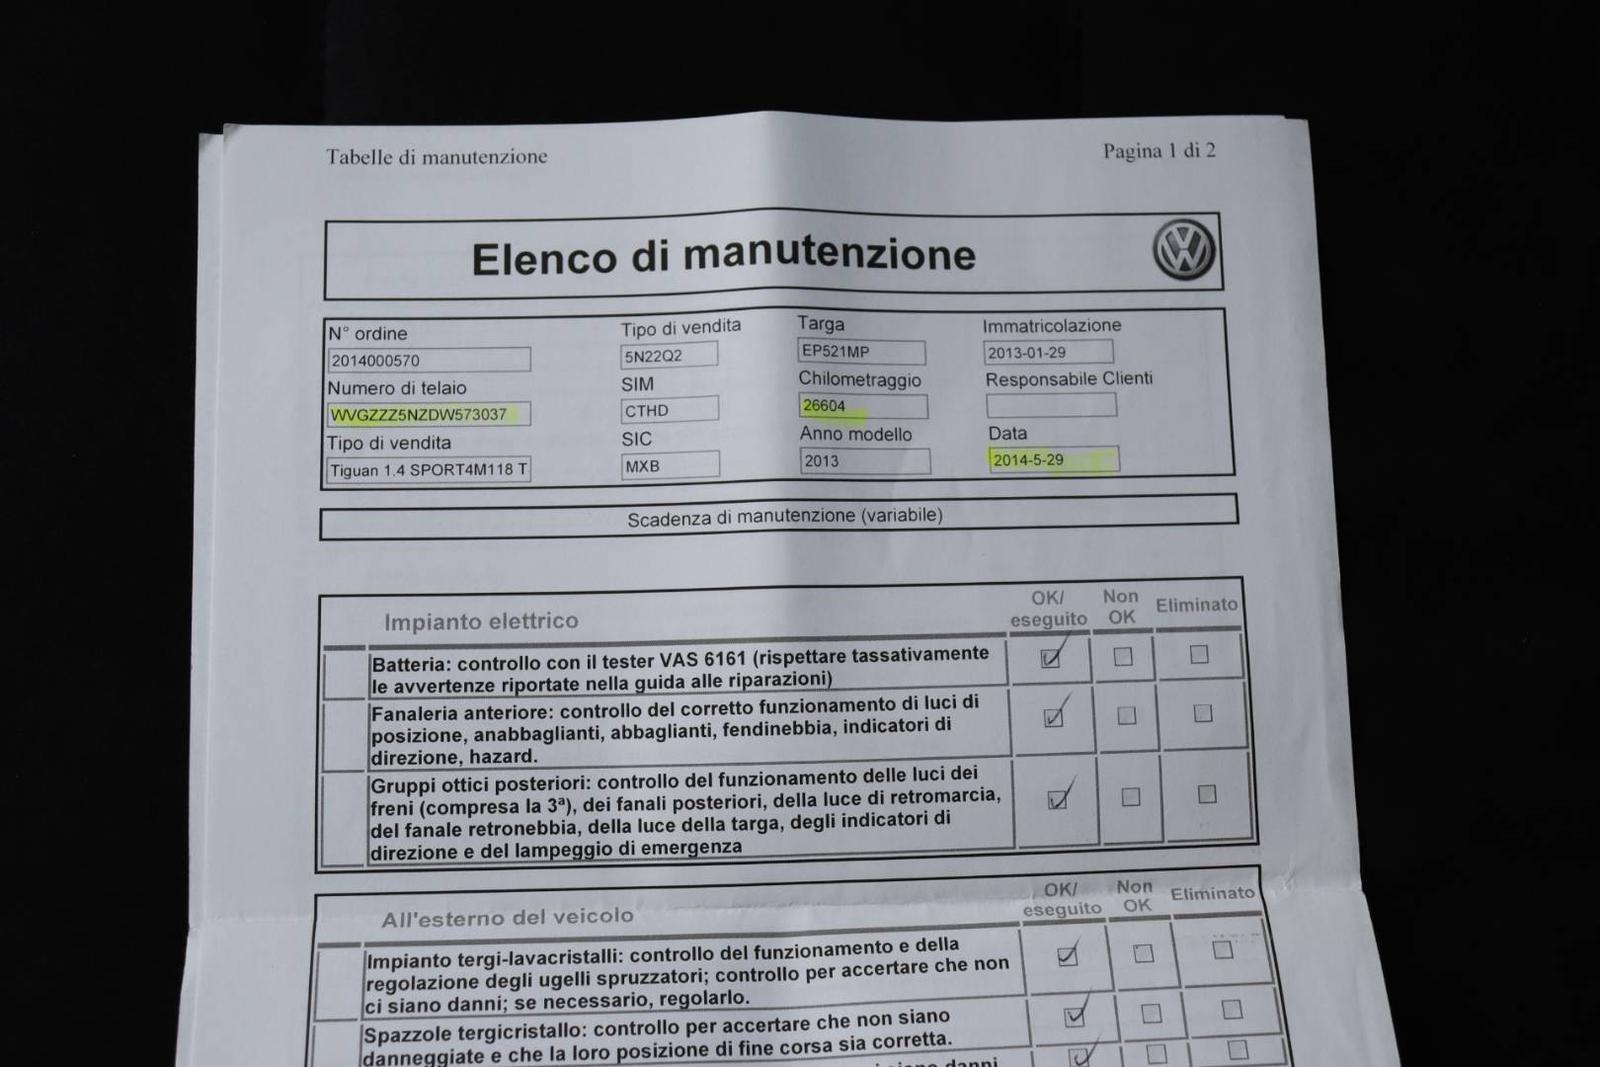 Tabelle di manutenzione Pagina 1 di 2
Elenco di manutenzione
N° ordine Tipo di vendita Targa Immatricolazione
2014000570 5N22Q2 EP521MP 2013-01-29
Numero di telaio SIM Chilometraggio Responsabile Clienti
WVGZZZ5NZDW573037 CTHD 26604
Tipo di vendita SIC Anno modello Data
Tiguan 1.4 SPORT4M118 T MXB 2013 2014-5-29
Scadenza di manutenzione (variabile)
Impianto elettrico OK/ eseguito Non OK Eliminato
Batteria: controllo con il tester VAS 6161 (rispettare tassativamente
le avvertenze riportate nella guida alle riparazioni)
Fanaleria anteriore: controllo del corretto funzionamento di luci di
posizione, anabbaglianti, abbaglianti, fendinebbia, indicatori di
direzione, hazard.
Gruppi ottici posteriori: controllo del funzionamento delle luci dei
freni (compresa la 3ª), dei fanali posteriori, della luce di retromarcia,
del fanale retronebbia, della luce della targa, degli indicatori di
direzione e del lampeggio di emergenza
All'esterno del veicolo OK/ eseguito Non OK Eliminato
Impianto tergi-lavacristalli: controllo del funzionamento e della
regolazione degli ugelli spruzzatori; controllo per accertare che non
ci siano danni; se necessario, regolarlo.
Spazzole tergicristallo: controllo per accertare che non siano
danneggiate e che la loro posizione di fine corsa sia corretta.
danni